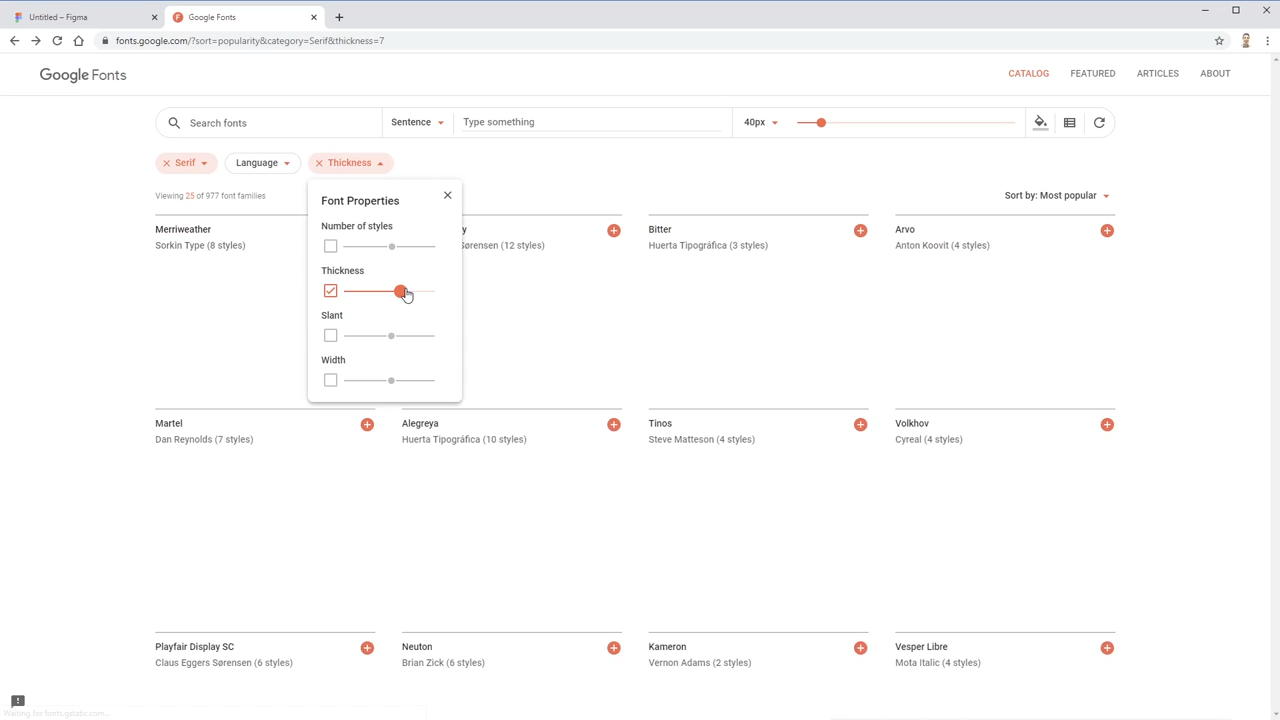 Untitled – Figma
Google Fonts
fonts.google.com/?sort=popularity&category=Serif&thickness=7
Google Fonts
CATALOG
FEATURED
ARTICLES
ABOUT
Search fonts
Sentence
Type something
40px
Serif
Language
Thickness
Viewing 25 of 977 font families
Sort by: Most popular
Font Properties
Number of styles
Thickness
Slant
Width
Merriweather
Sorkin Type (8 styles)
y
Sørensen (12 styles)
Bitter
Huerta Tipográfica (3 styles)
Arvo
Anton Koovit (4 styles)
Martel
Dan Reynolds (7 styles)
Alegreya
Huerta Tipográfica (10 styles)
Tinos
Steve Matteson (4 styles)
Volkhov
Cyreal (4 styles)
Playfair Display SC
Claus Eggers Sørensen (6 styles)
Neuton
Brian Zick (6 styles)
Kameron
Vernon Adams (2 styles)
Vesper Libre
Mota Italic (4 styles)
Waiting for fonts.gstatic.com...